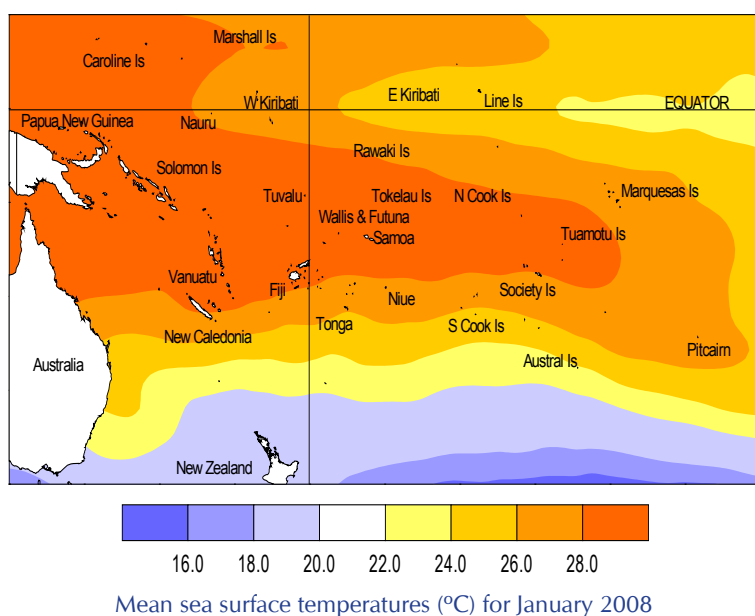 Marshall Is
Caroline Is
E Kiribati
W Kiribati
Line Is
EQUATOR
Papua New Guinea
Nauru
Rawaki Is
Solomon Is
Tuvalu
Tokelau Is
N Cook Is
Marquesas Is
Wallis & Futuna
Samoa
Tuamotu Is
Vanuatu
Fiji
Niue
Society Is
New Caledonia
Tonga
S Cook Is
Pitcairn
Australia
Austral Is
New Zealand
16.0 18.0 20.0 22.0 24.0 26.0 28.0
Mean sea surface temperatures (ºC) for January 2008